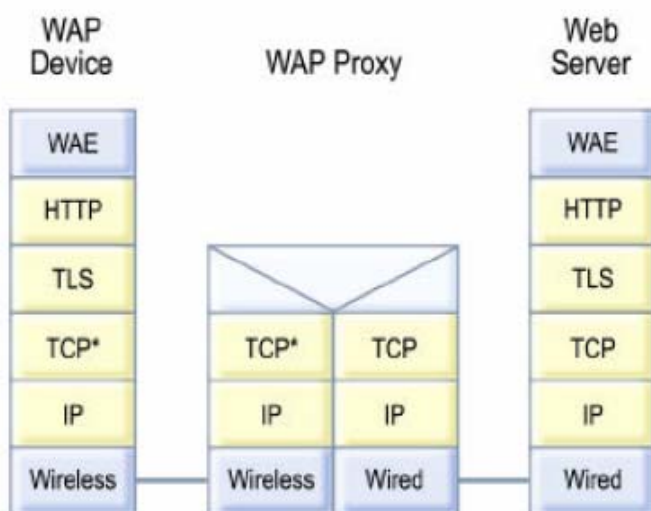 WAP
Device
WAP Proxy
Web
Server
WAE
HTTP
TLS
TCP*
IP
Wireless
TCP*
TCP
IP
IP
Wireless
Wired
WAE
HTTP
TLS
TCP
IP
Wired